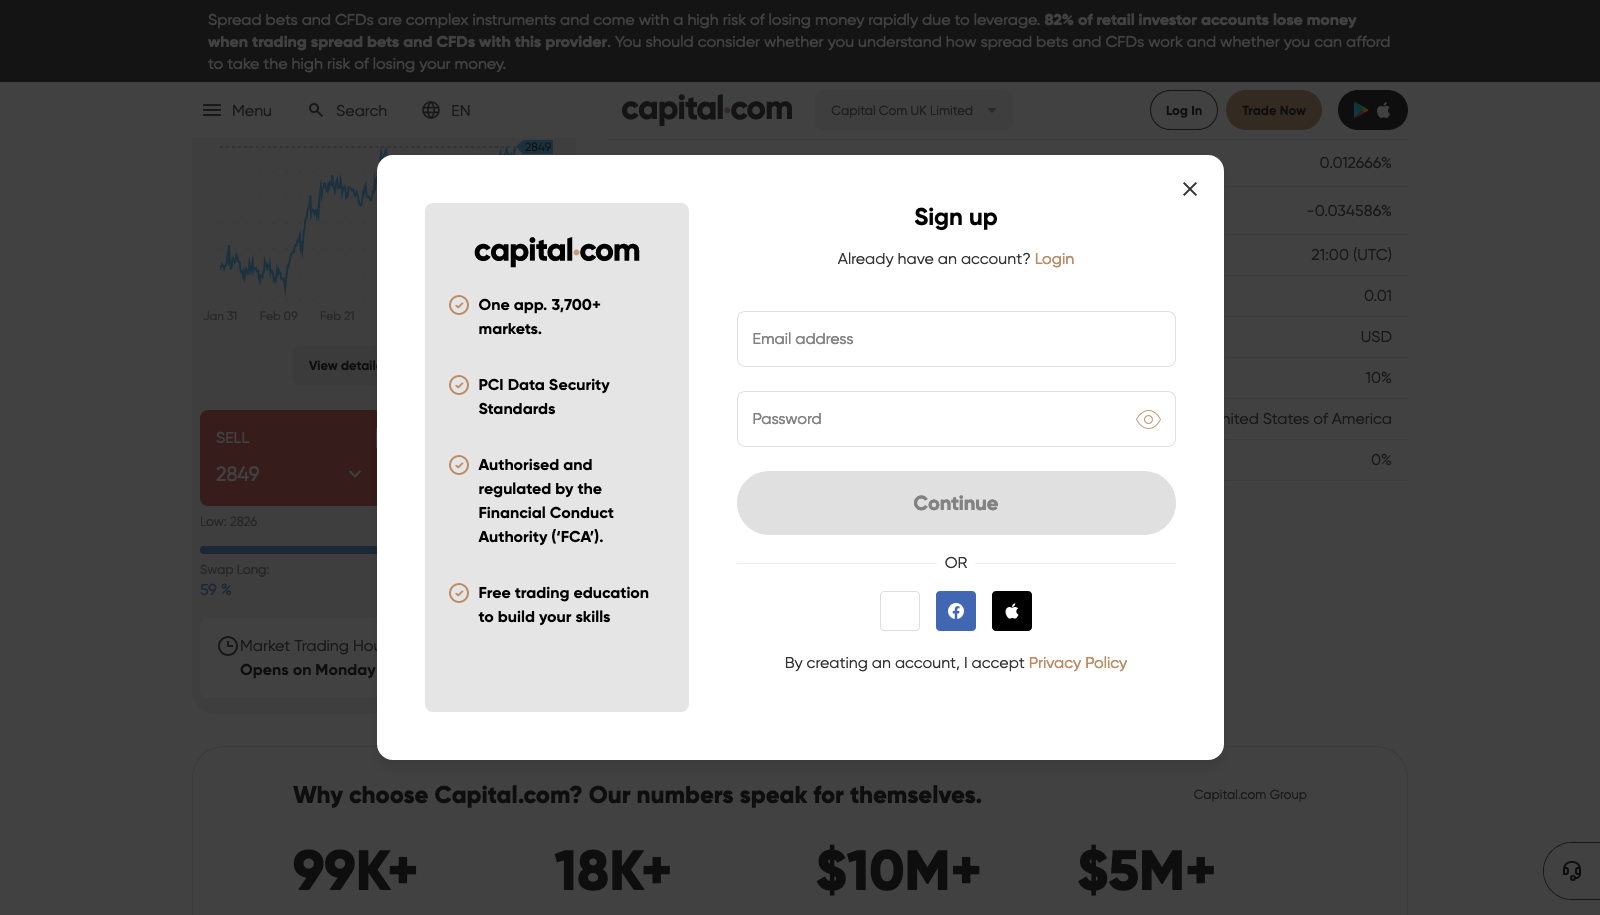 Spread bets and CFDs are complex instruments and come with a high risk of losing money rapidly due to leverage. 82% of retail investor accounts lose money
when trading spread bets and CFDs with this provider. You should consider whether you understand how spread bets and CFDs work and whether you can afford
to take the high risk of losing your money.
Menu
Search
EN
capital.com
Capital Com UK Limited
Log In
Trade Now
2849
Jan 31
Feb 09
Feb 21
SELL
2849
Low: 2826
Swap Long:
59 %
Market Trading
Opens on Monday
capital.com
One app. 3,700+
markets.
PCI Data Security
Standards
Authorised and
regulated by the
Financial Conduct
Authority (‘FCA’).
Free trading education
to build your skills
Sign up
Already have an account? Login
Email address
Password
Continue
OR
By creating an account, I accept Privacy Policy
0.012666%
-0.034586%
21:00 (UTC)
0.01
USD
10%
States of America
0%
View
Why choose Capital.com? Our numbers speak for themselves.
Capital.com Group
99K+
18K+
$10M+
$5M+